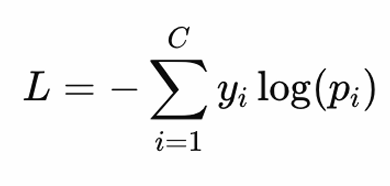 L = -\sum_{i=1}^{C} y_i \log(p_i)